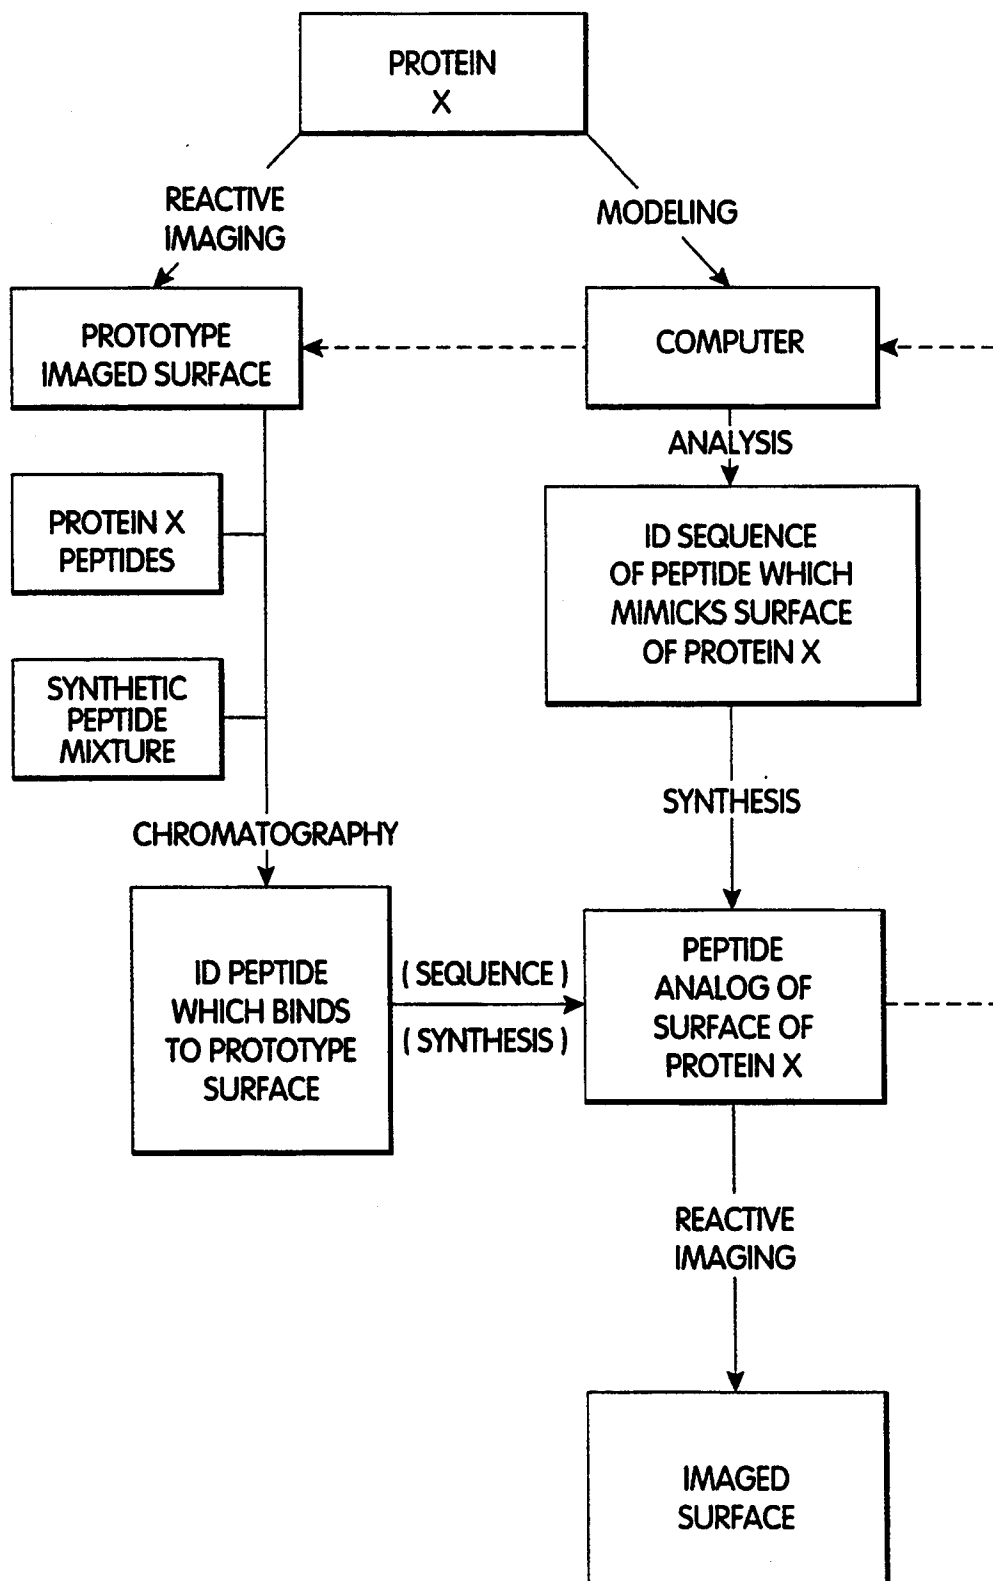 PROTEIN
X
REACTIVE
IMAGING
MODELING
PROTOTYPE
IMAGED SURFACE
COMPUTER
ANALYSIS
PROTEIN X
PEPTIDES
ID SEQUENCE
OF PEPTIDE WHICH
MIMICKS SURFACE
OF PROTEIN X
SYNTHETIC
PEPTIDE
MIXTURE
SYNTHESIS
CHROMATOGRAPHY
ID PEPTIDE
WHICH BINDS
TO PROTOTYPE
SURFACE
( SEQUENCE )
( SYNTHESIS )
PEPTIDE
ANALOG OF
SURFACE OF
PROTEIN X
REACTIVE
IMAGING
IMAGED
SURFACE